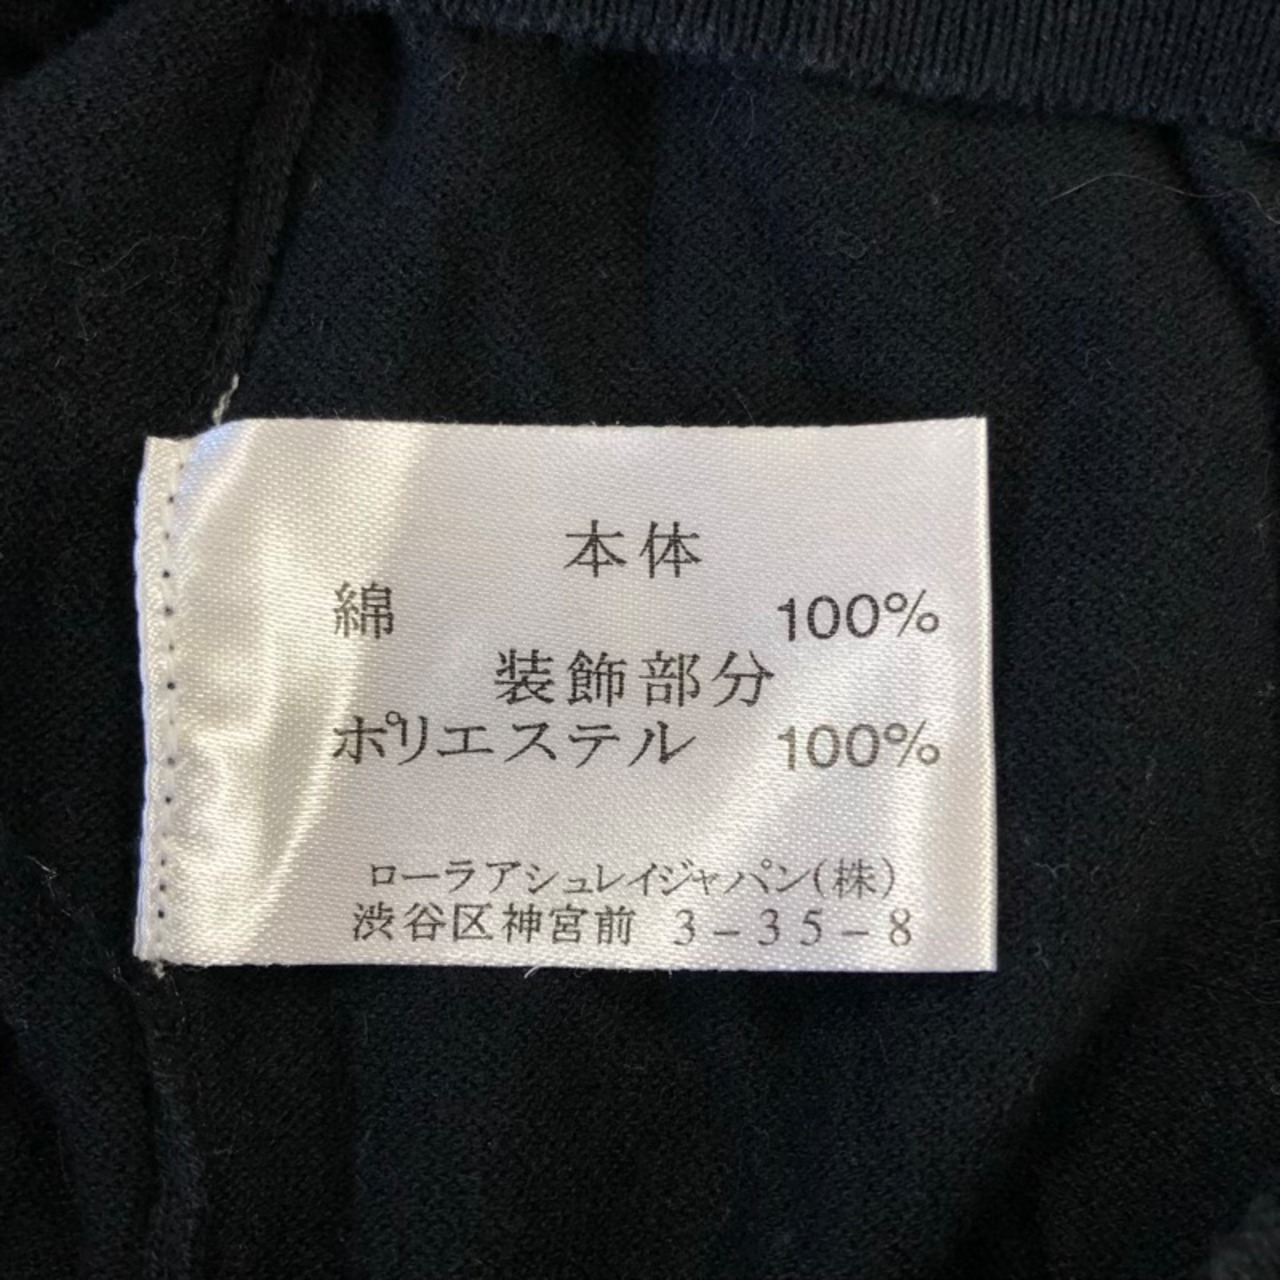 本体
綿 100%
装飾部分
ポリエステル 100%
ローラアシュレイジャパン(株)
渋谷区神宮前 3-35-8